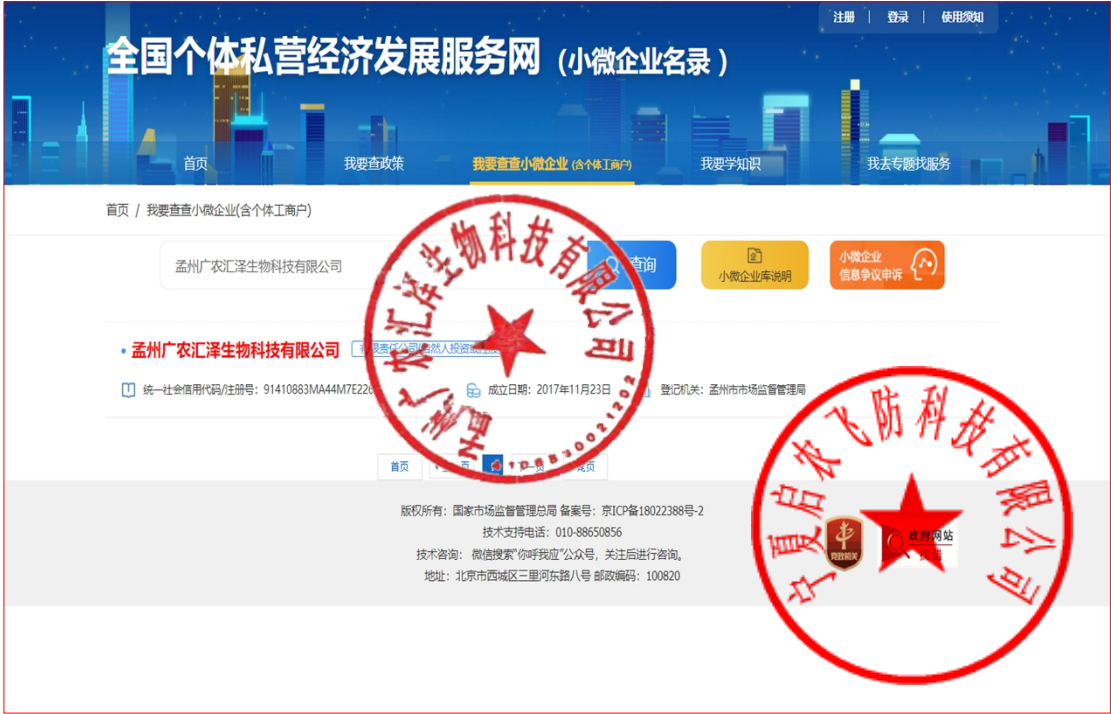 注册 | 登录 | 使用须知
全国个体私营经济发展服务网（小微企业名录）
首页 我要查政策 我要查查小微企业 (含个体工商户) 我要学知识 我去专题找服务
首页 / 我要查查小微企业(含个体工商户)
孟州广农汇泽生物科技有限公司 查询
小微企业库说明
小微企业
信息争议申诉
孟州广农汇泽生物科技有限公司
统一社会信用代码/注册号：91410883MA44M7E226 成立日期：2017年11月23日 登记机关：孟州市市场监督管理局
孟州广农汇泽生物科技有限公司
首页
版权所有：国家市场监督管理总局 备案号：京ICP备18022388号-2
技术支持电话：010-88650856
技术咨询： 微信搜索“你呼我应”公众号，关注后进行咨询。
地址：北京市西城区三里河东路八号 邮政编码：100820
党政机关
政府网站
宁夏启农飞防科技有限公司